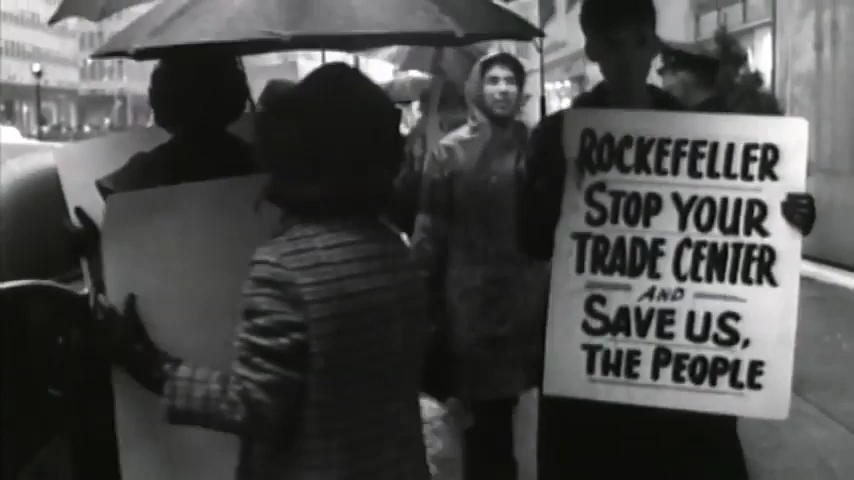 ROCKEFELLER
STOP YOUR
TRADE CENTER
AND
SAVE US,
THE PEOPLE